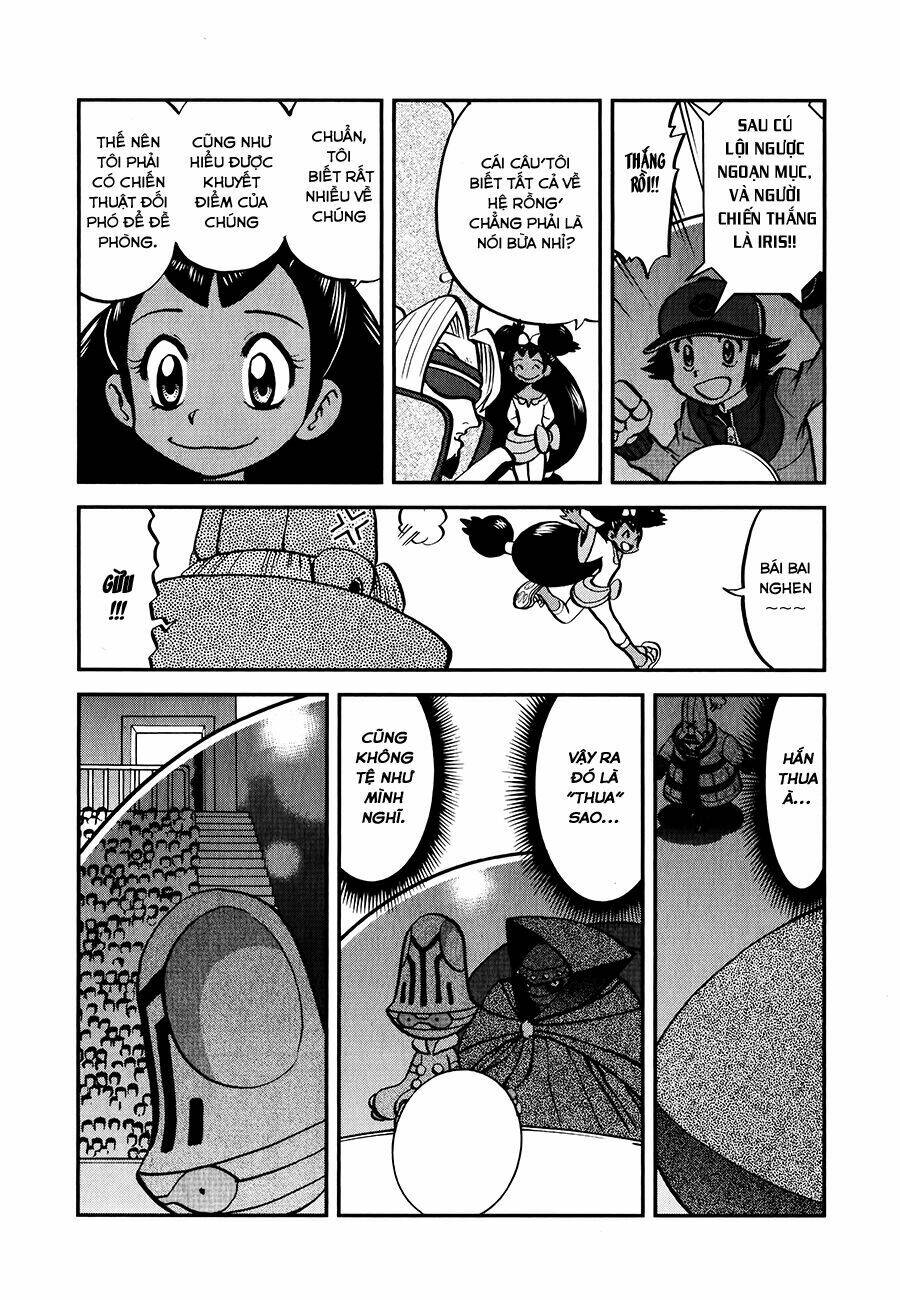 SAU CÚ
LỘI NGƯỢC
NGOẠN MỤC,
VÀ NGƯỜI
CHIẾN THẮNG
LÀ IRIS!!
THẮNG
RỒI!!
CÁI CÂU'TÔI
BIẾT TẤT CẢ VỀ
HỆ RỒNG'
CHẲNG PHẢI LÀ
NÓI BỪA NHỈ?
CHUẨN,
TÔI
BIẾT RẤT
NHIỀU VỀ
CHÚNG
CŨNG NHƯ
HIỂU ĐƯỢC
KHUYẾT
ĐIỂM CỦA
CHÚNG
THẾ NÊN
TÔI PHẢI
CÓ CHIẾN
THUẬT ĐỐI
PHÓ ĐỂ ĐỀ
PHÒNG.
BÁI BAI
NGHEN
~~~
GỪU
!!!
HẮN
THUA
À...
VẬY RA
ĐÓ LÀ
"THUA"
SAO...
CŨNG
KHÔNG
TỆ NHƯ
MÌNH
NGHĨ.